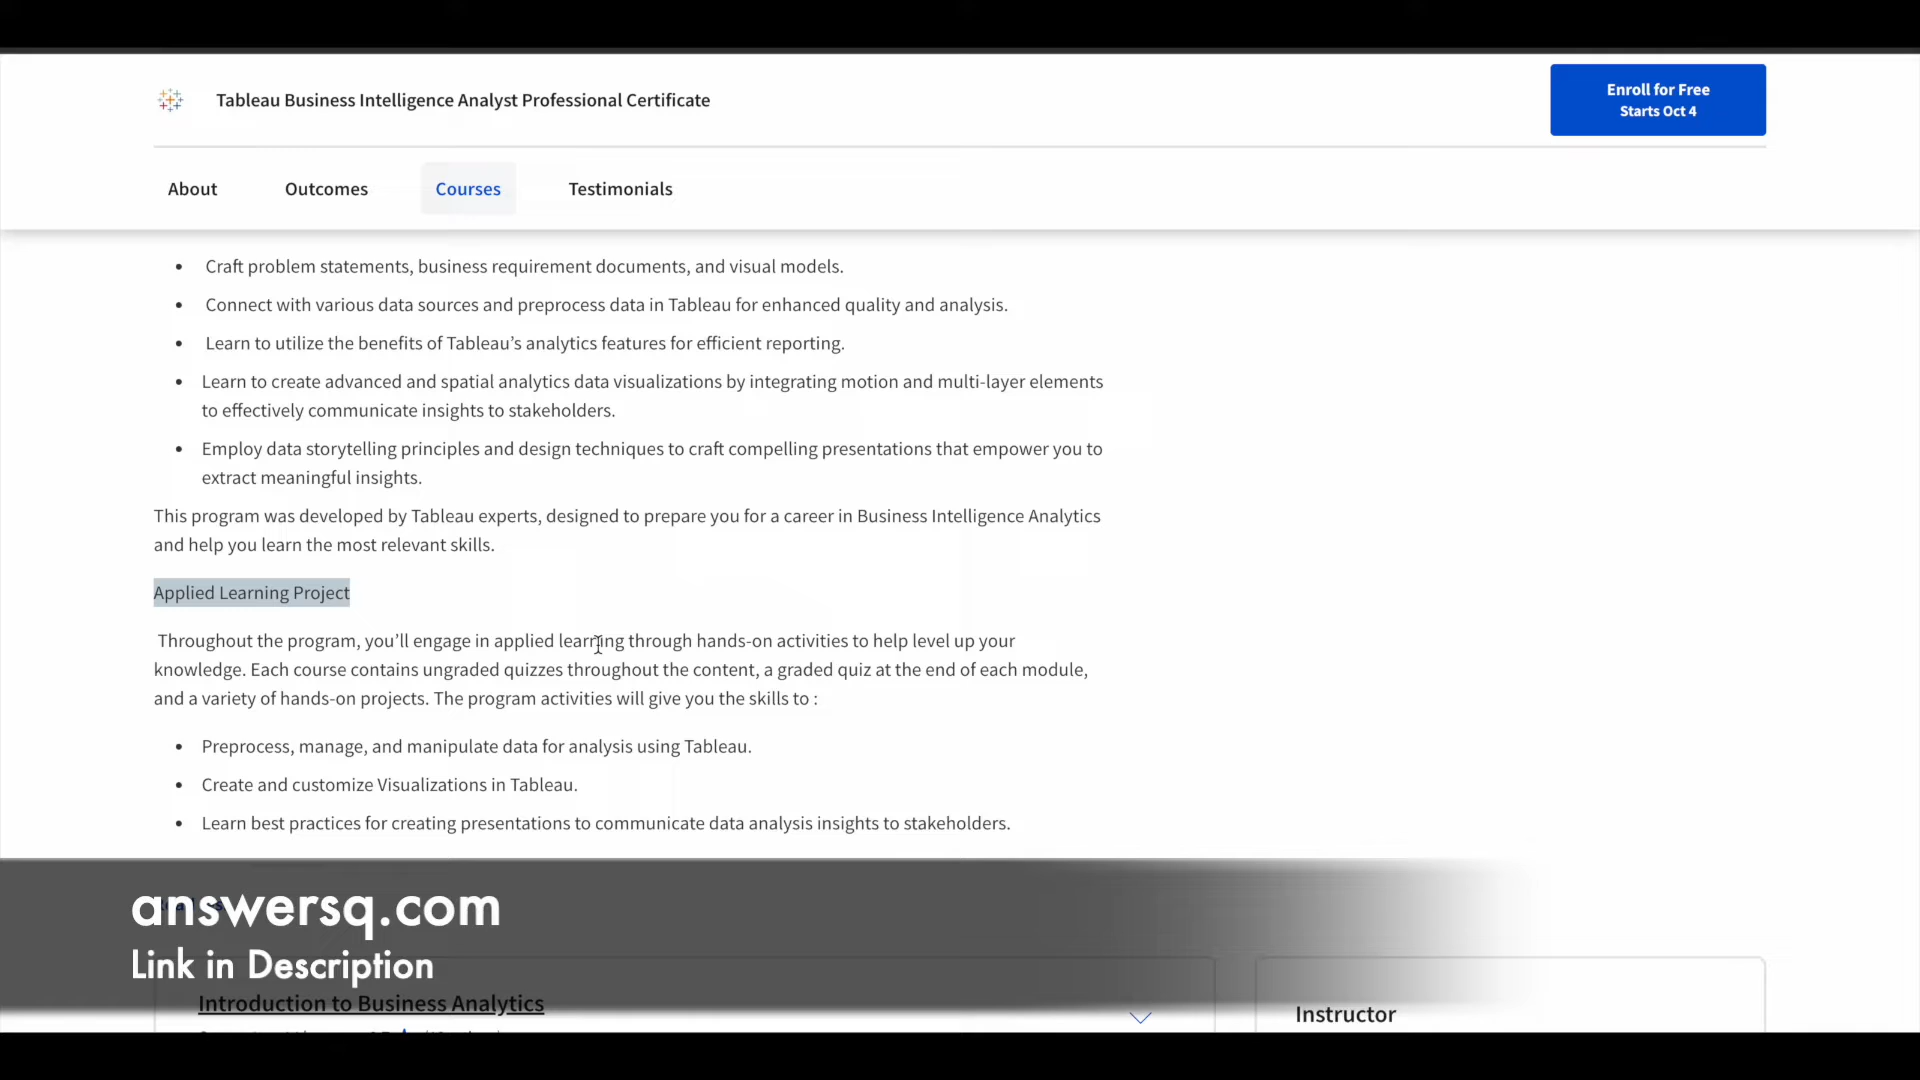 Tableau Business Intelligence Analyst Professional Certificate
Enroll for Free
Starts Oct 4
About
Outcomes
Courses
Testimonials
• Craft problem statements, business requirement documents, and visual models.
• Connect with various data sources and preprocess data in Tableau for enhanced quality and analysis.
• Learn to utilize the benefits of Tableau’s analytics features for efficient reporting.
• Learn to create advanced and spatial analytics data visualizations by integrating motion and multi-layer elements
to effectively communicate insights to stakeholders.
• Employ data storytelling principles and design techniques to craft compelling presentations that empower you to
extract meaningful insights.
This program was developed by Tableau experts, designed to prepare you for a career in Business Intelligence Analytics
and help you learn the most relevant skills.
Applied Learning Project
Throughout the program, you’ll engage in applied learning through hands-on activities to help level up your
knowledge. Each course contains ungraded quizzes throughout the content, a graded quiz at the end of each module,
and a variety of hands-on projects. The program activities will give you the skills to :
• Preprocess, manage, and manipulate data for analysis using Tableau.
• Create and customize Visualizations in Tableau.
• Learn best practices for creating presentations to communicate data analysis insights to stakeholders.
answersq.com
Link in Description
Introduction to Business Analytics
Instructor